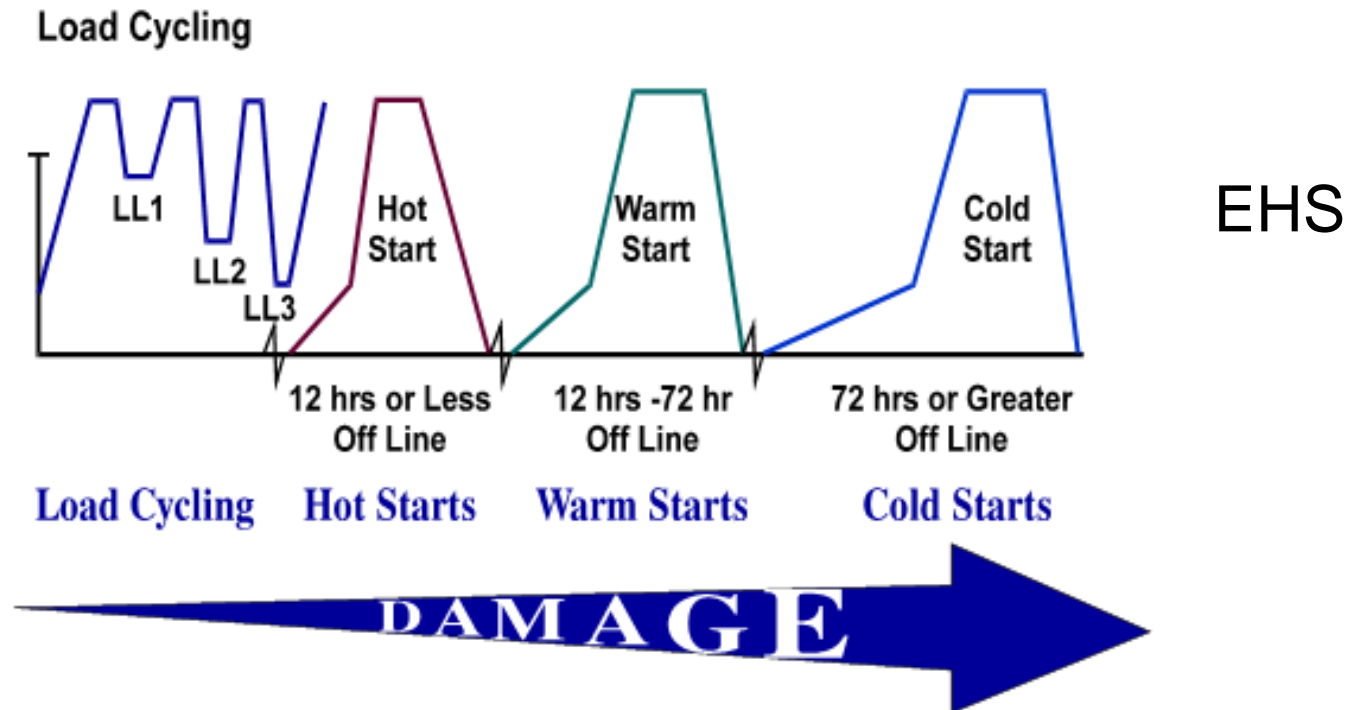 Load Cycling
LL1
LL2
LL3
Hot
Start
Warm
Start
Cold
Start
EHS
12 hrs or Less
Off Line
12 hrs -72 hr
Off Line
72 hrs or Greater
Off Line
Load Cycling
Hot Starts
Warm Starts
Cold Starts
DAMAGE